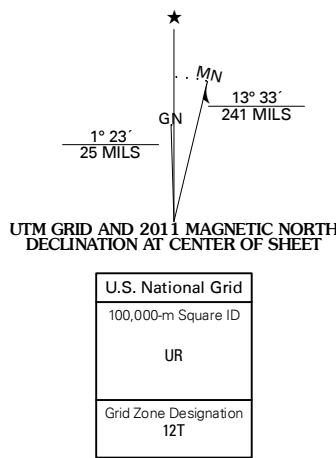 ★
MN
GN
13° 33´
241 MILS
1° 23´
25 MILS
UTM GRID AND 2011 MAGNETIC NORTH
DECLINATION AT CENTER OF SHEET
U.S. National Grid
100,000-m Square ID
UR
Grid Zone Designation
12T